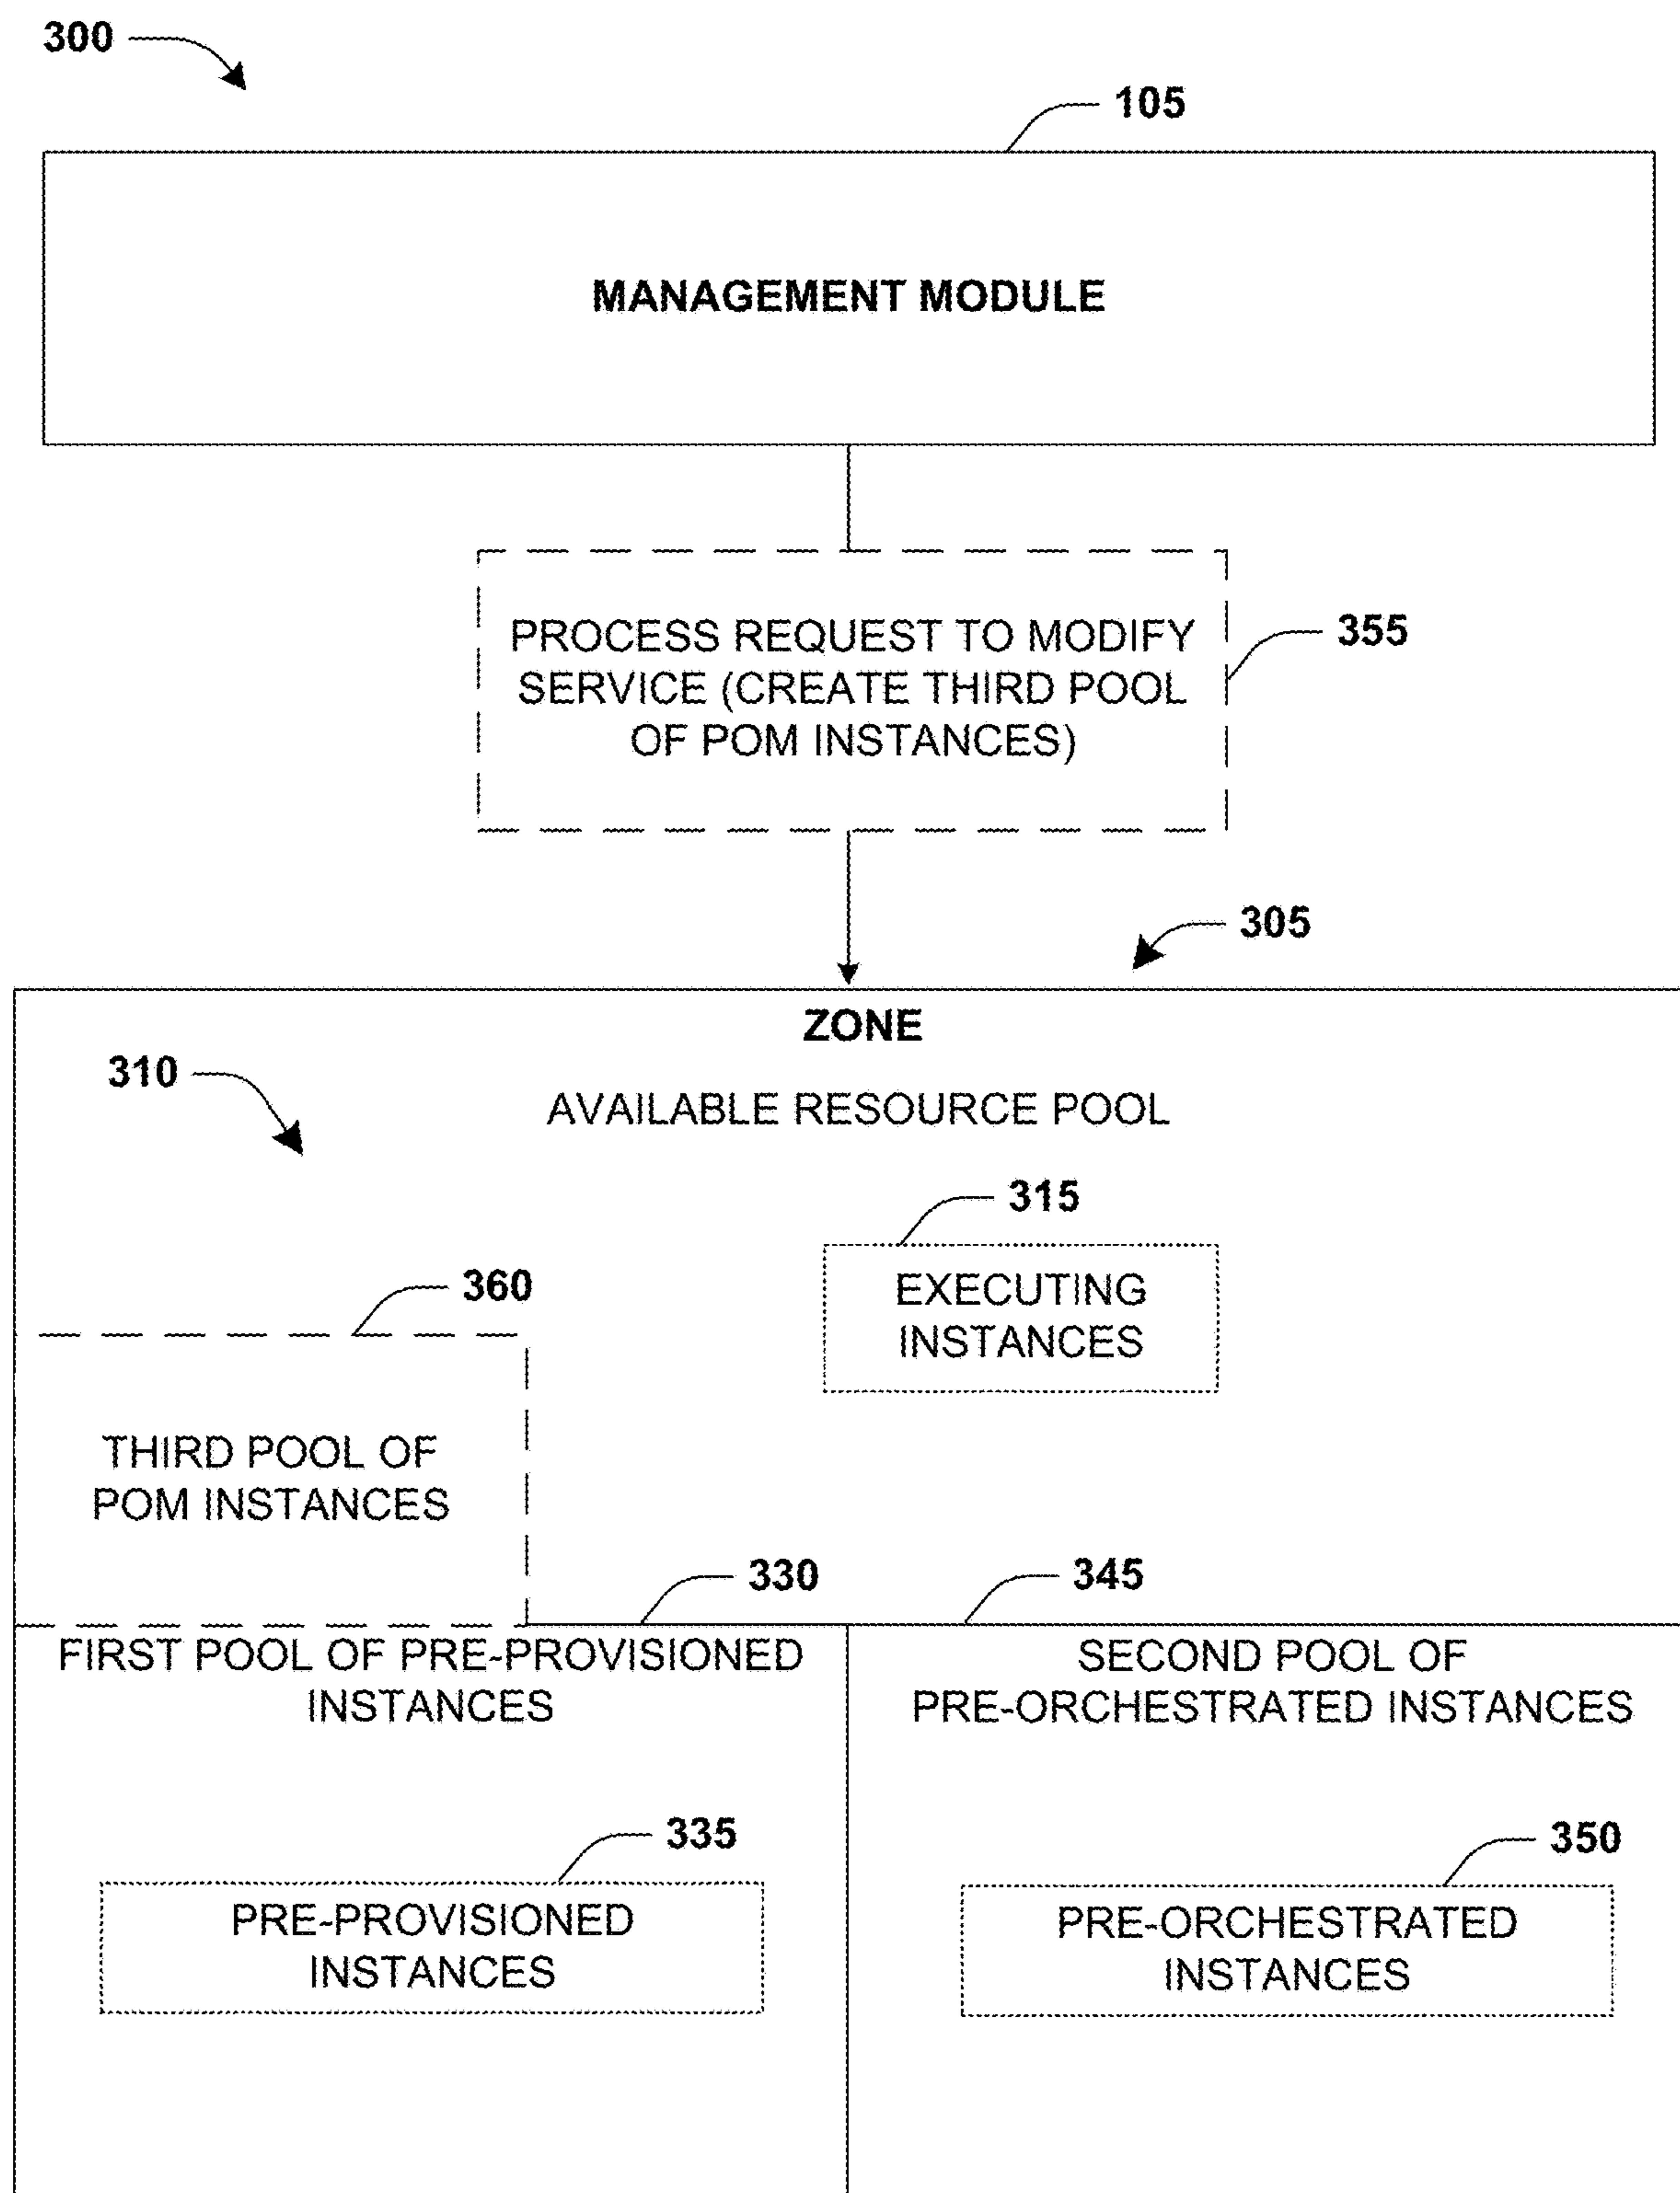 300
105
MANAGEMENT MODULE
PROCESS REQUEST TO MODIFY
SERVICE (CREATE THIRD POOL
OF POM INSTANCES)
355
305
ZONE
310
AVAILABLE RESOURCE POOL
315
EXECUTING
INSTANCES
360
THIRD POOL OF
POM INSTANCES
330
345
FIRST POOL OF PRE-PROVISIONED
INSTANCES
SECOND POOL OF
PRE-ORCHESTRATED INSTANCES
335
PRE-PROVISIONED
INSTANCES
350
PRE-ORCHESTRATED
INSTANCES